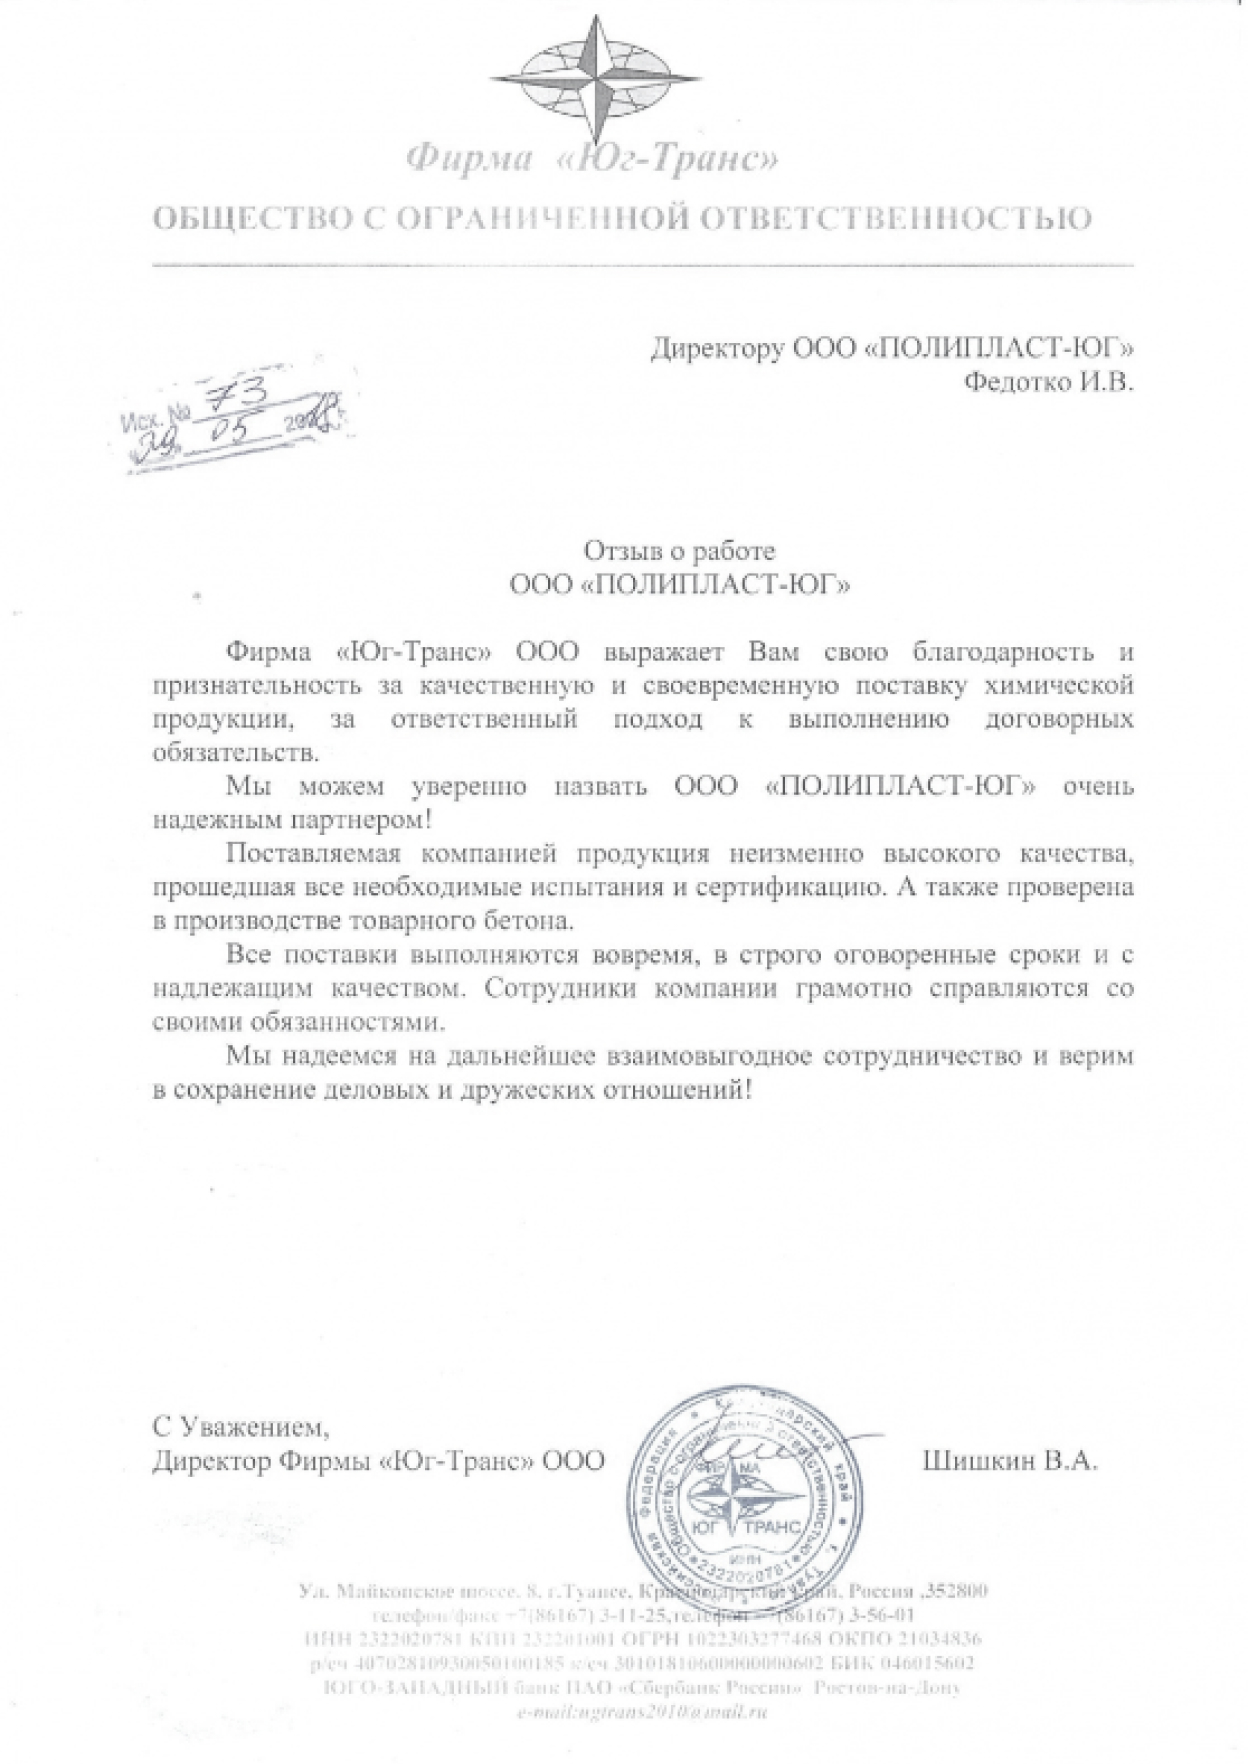 Фирма «Юг-Транс»
ОБЩЕСТВО С ОГРАНИЧЕННОЙ ОТВЕТСТВЕННОСТЬЮ
Директору ООО «ПОЛИПЛАСТ-ЮГ»
Федотко И.В.
Исх. № 73
29 05 2018
Отзыв о работе
ООО «ПОЛИПЛАСТ-ЮГ»
Фирма «Юг-Транс» ООО выражает Вам свою благодарность и
признательность за качественную и своевременную поставку химической
продукции, за ответственный подход к выполнению договорных
обязательств.
Мы можем уверенно назвать ООО «ПОЛИПЛАСТ-ЮГ» очень
надежным партнером!
Поставляемая компанией продукция неизменно высокого качества,
прошедшая все необходимые испытания и сертификацию. А также проверена
в производстве товарного бетона.
Все поставки выполняются вовремя, в строго оговоренные сроки и с
надлежащим качеством. Сотрудники компании грамотно справляются со
своими обязанностями.
Мы надеемся на дальнейшее взаимовыгодное сотрудничество и верим
в сохранение деловых и дружеских отношений!
С Уважением,
Директор Фирмы «Юг-Транс» ООО Шишкин В.А.
Российская Федерация * Краснодарский край * г. Туапсе
Общество с ограниченной ответственностью
ФИРМА
ЮГ ТРАНС
ИНН
*2322020781*
Ул. Майкопское шоссе, 8, г.Туапсе, Краснодарский Край, Россия ,352800
телефон/факс +7(86167) 3-11-25,телефон +7(86167) 3-56-01
ИНН 2322020781 КПП 232201001 ОГРН 1022303277468 ОКПО 21034836
р/сч 40702810930050100185 к/сч 30101810600000000602 БИК 046015602
ЮГО-ЗАПАДНЫЙ банк ПАО «Сбербанк России» Ростов-на-Дону
e-mail:ugtrans2010@mail.ru